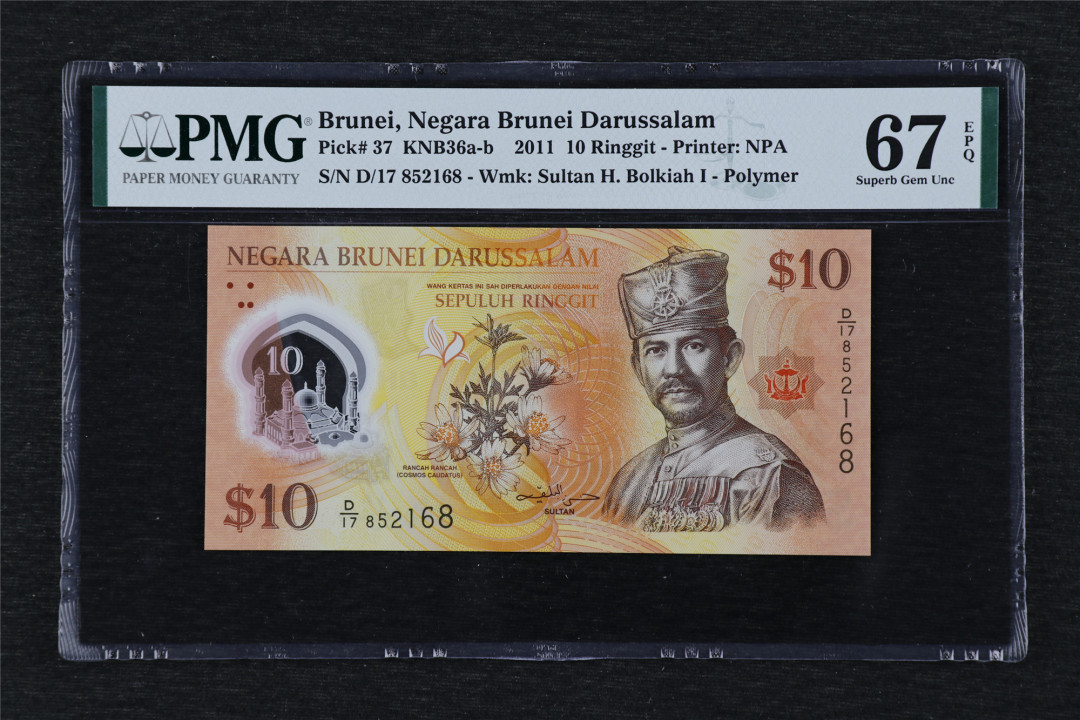 PMG®
PAPER MONEY GUARANTY
Brunei, Negara Brunei Darussalam
Pick# 37 KNB36a-b 2011 10 Ringgit - Printer: NPA
S/N D/17 852168 - Wmk: Sultan H. Bolkiah I - Polymer
67
EPQ
Superb Gem Unc
NEGARA BRUNEI DARUSSALAM
$10
WANG KERTAS INI SAH DIPERLAKUKAN DENGAN NILAI
SEPULUH RINGGIT
D/17 852168
10
RANCAH RANCAH
(COSMOS CAUDATUS)
$10
D/17 852168
SULTAN